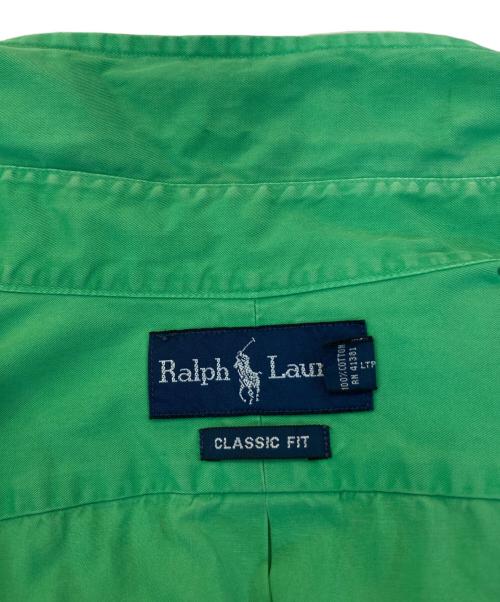 Ralph Laur
100% COTTON
RN 41381
LTP
CLASSIC FIT